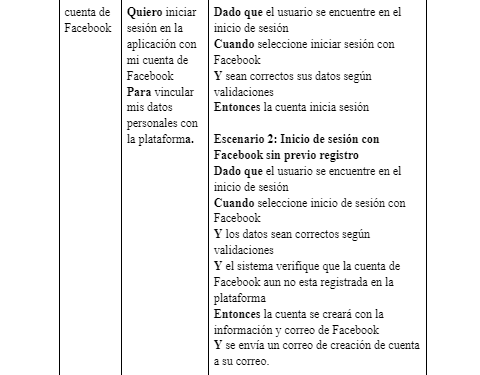 cuenta de
Facebook
Quiero iniciar
sesión en la
aplicación con
mi cuenta de
Facebook
Para vincular
mis datos
personales con
la plataforma.
Dado que el usuario se encuentre en el
inicio de sesión
Cuando seleccione iniciar sesión con
Facebook
Y sean correctos sus datos según
validaciones
Entonces la cuenta inicia sesión
Escenario 2: Inicio de sesión con
Facebook sin previo registro
Dado que el usuario se encuentre en el
inicio de sesión
Cuando seleccione inicio de sesión con
Facebook
Y los datos sean correctos según
validaciones
Y el sistema verifique que la cuenta de
Facebook aun no esta registrada en la
plataforma
Entonces la cuenta se creará con la
información y correo de Facebook
Y se envía un correo de creación de cuenta
a su correo.